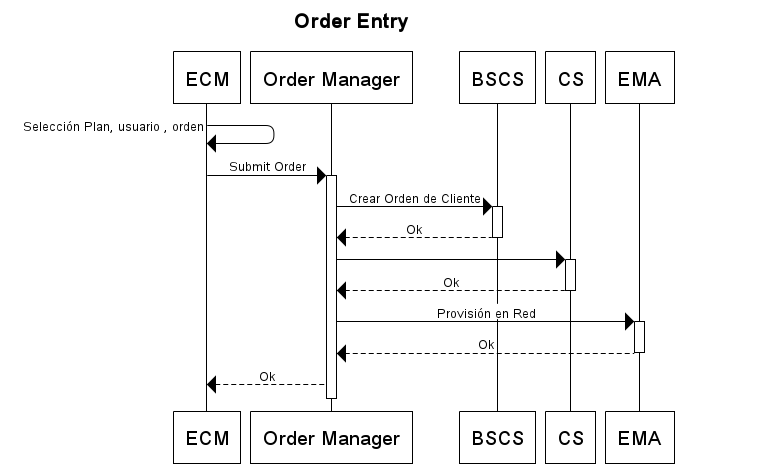 Order Entry
ECM Order Manager BSCS CS EMA
Selección Plan, usuario , orden
Submit Order
Crear Orden de Cliente
Ok
Ok
Provisión en Red
Ok
Ok
ECM Order Manager BSCS CS EMA